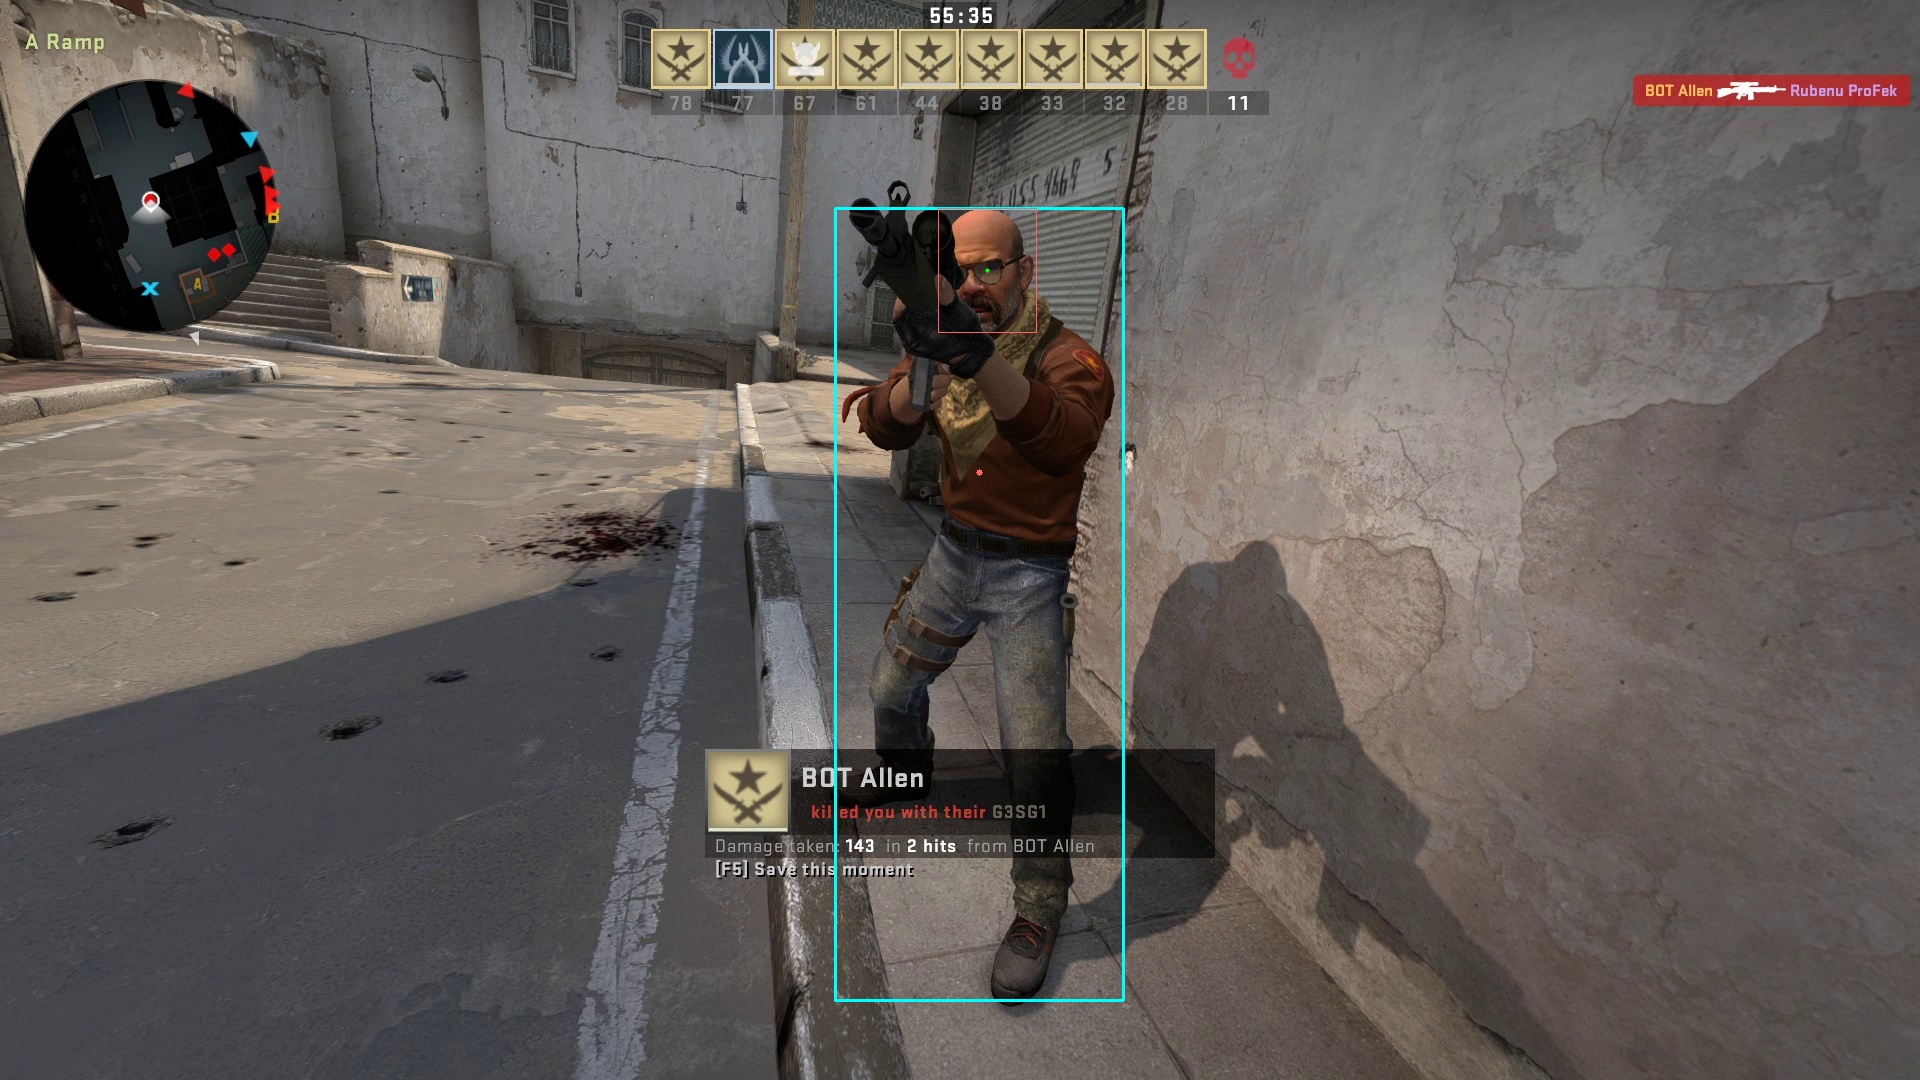 55:35
A Ramp
78 77 67 61 44 38 33 32 28 11
BOT Allen Rubenu ProFek
B
A
BOT Allen
killed you with their G3SG1
Damage taken: 143 in 2 hits from BOT Allen
[F5] Save this moment